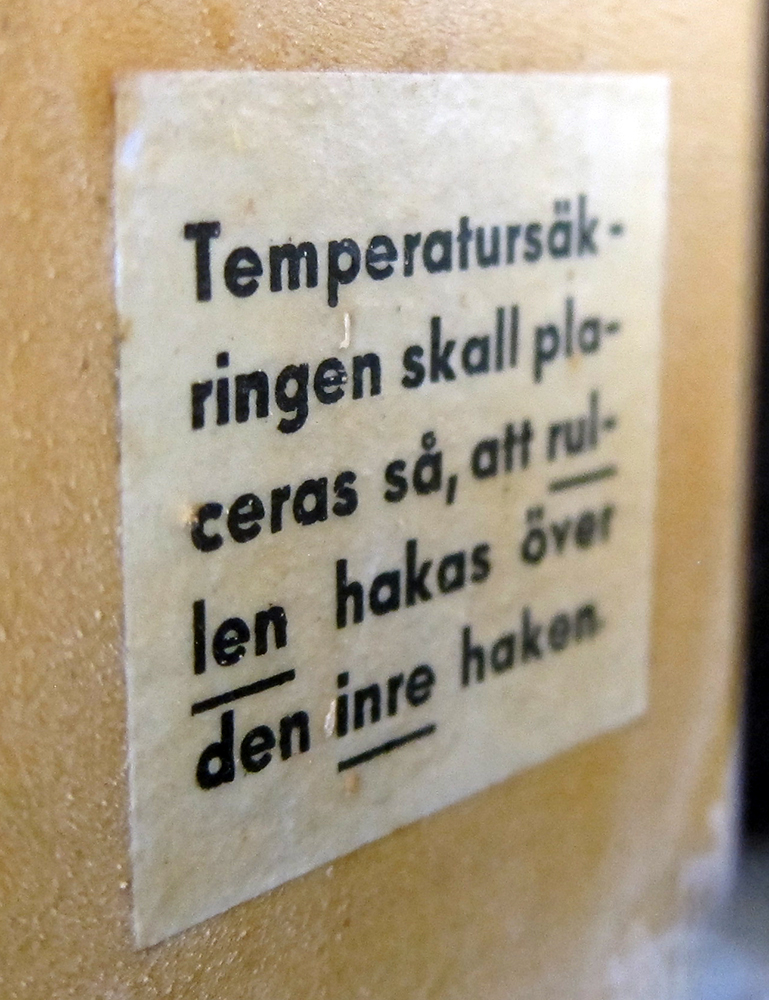 Temperatursäk-
ringen skall pla-
ceras så, att rul-
len hakas över
den inre haken.